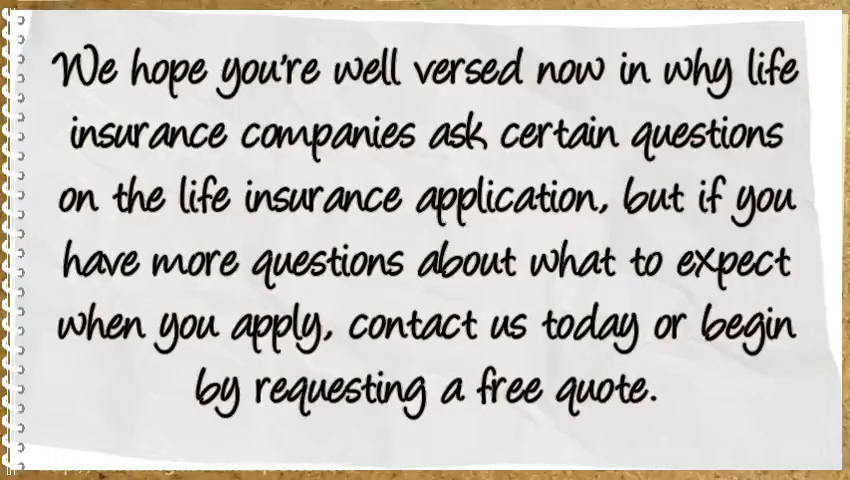 We hope you're well versed now in why life
insurance companies ask certain questions
on the life insurance application, but if you
have more questions about what to expect
when you apply, contact us today or begin
by requesting a free quote.